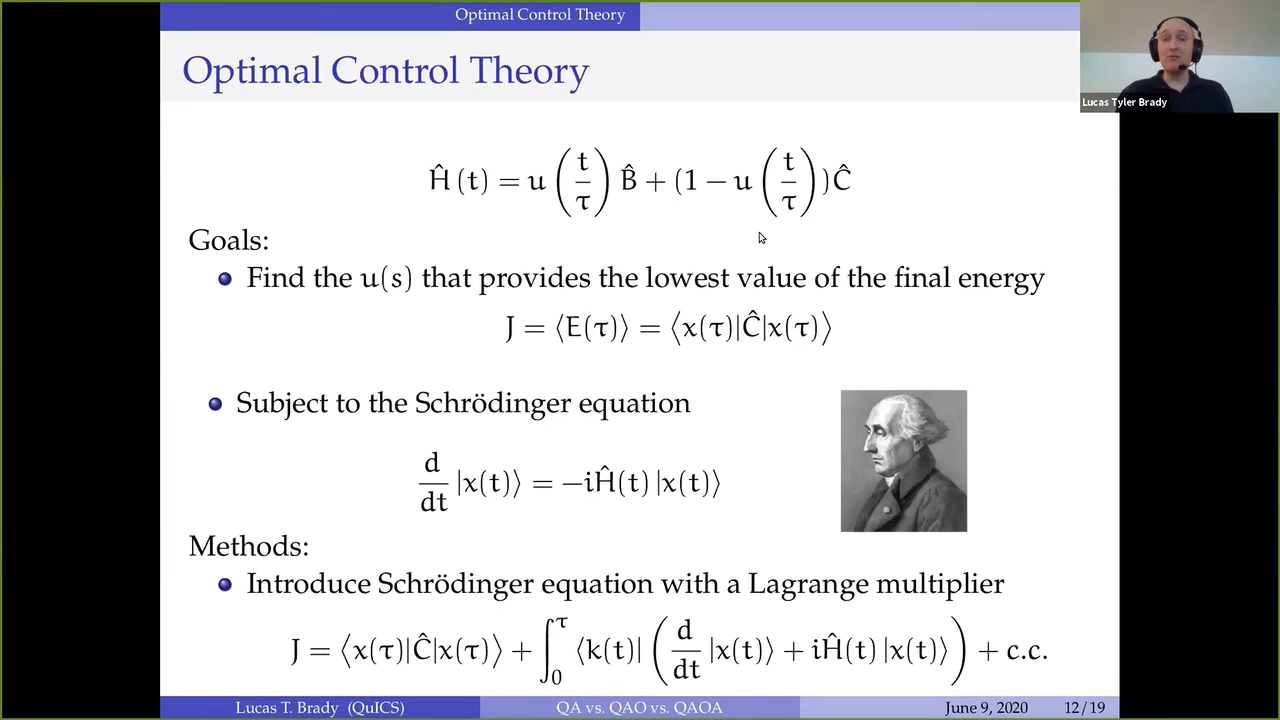 Optimal Control Theory
Lucas Tyler Brady
Optimal Control Theory
Ĥ (t) = u(t/τ) B̂ + (1 − u(t/τ))Ĉ
Goals:
Find the u(s) that provides the lowest value of the final energy
J = ⟨E(τ)⟩ = ⟨x(τ)|Ĉ|x(τ)⟩
Subject to the Schrödinger equation
d/dt |x(t)⟩ = −iĤ(t) |x(t)⟩
Methods:
Introduce Schrödinger equation with a Lagrange multiplier
J = ⟨x(τ)|Ĉ|x(τ)⟩ + ∫₀^τ ⟨k(t)| (d/dt |x(t)⟩ + iĤ(t) |x(t)⟩) + c.c.
Lucas T. Brady (QuICS) QA vs. QAO vs. QAOA June 9, 2020 12/19